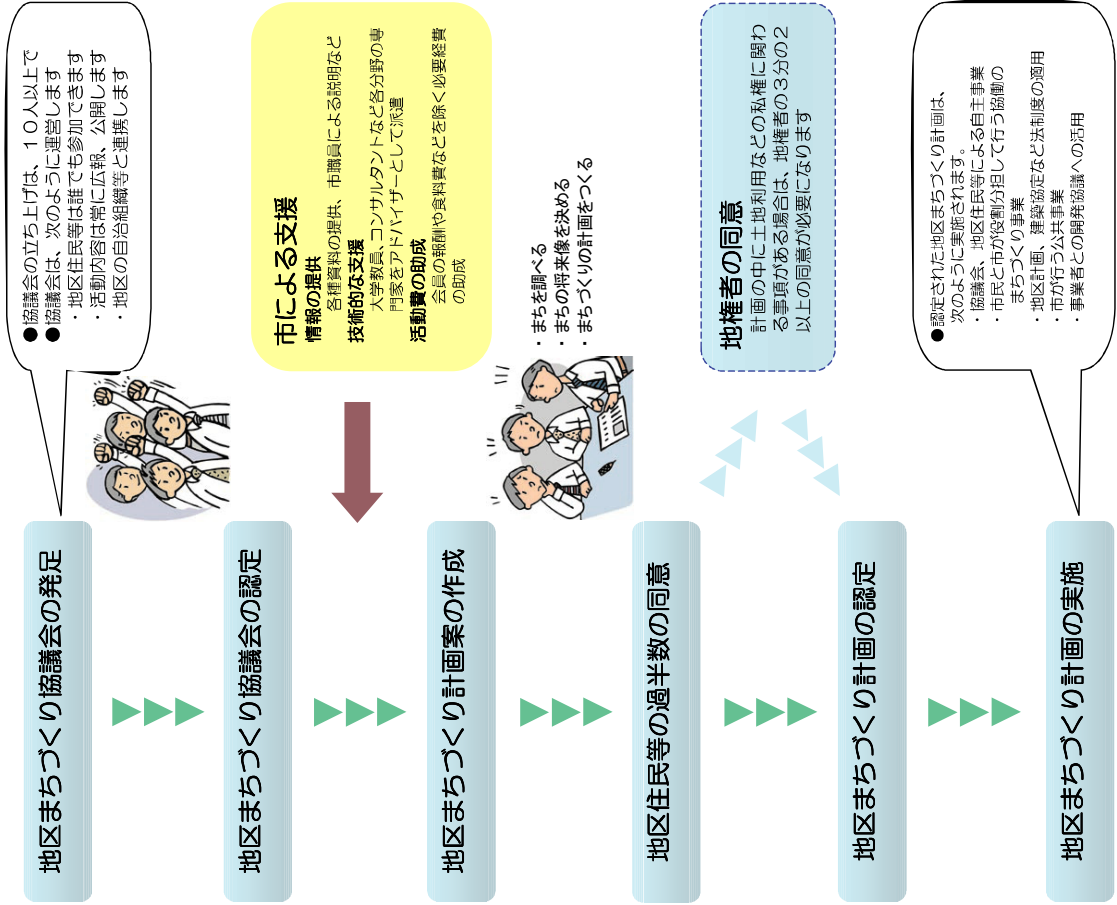 地区まちづくり協議会の発足
●協議会の立ち上げは、１０人以上で
●協議会は、次のように運営します
・地区住民等は誰でも参加できます
・活動内容は常に広報、公開します
・地区の自治組織等と連携します
地区まちづくり協議会の認定
市による支援
情報の提供
各種資料の提供、市職員による説明など
技術的な支援
大学教員、コンサルタントなど各分野の専
門家をアドバイザーとして派遣
活動費の助成
会員の報酬や食料費などを除く必要経費
の助成
地区まちづくり計画案の作成
・まちを調べる
・まちの将来像を決める
・まちづくりの計画をつくる
地区住民等の過半数の同意
地権者の同意
計画の中に土地利用などの私権に関わ
る事項がある場合は、地権者の３分の２
以上の同意が必要になります
地区まちづくり計画の認定
地区まちづくり計画の実施
●認定された地区まちづくり計画は、
次のように実施されます。
・協議会、地区住民等による自主事業
・市民と市が役割分担して行う協働の
まちづくり事業
・地区計画、建築協定など法制度の適用
・市が行う公共事業
・事業者との開発協議への活用